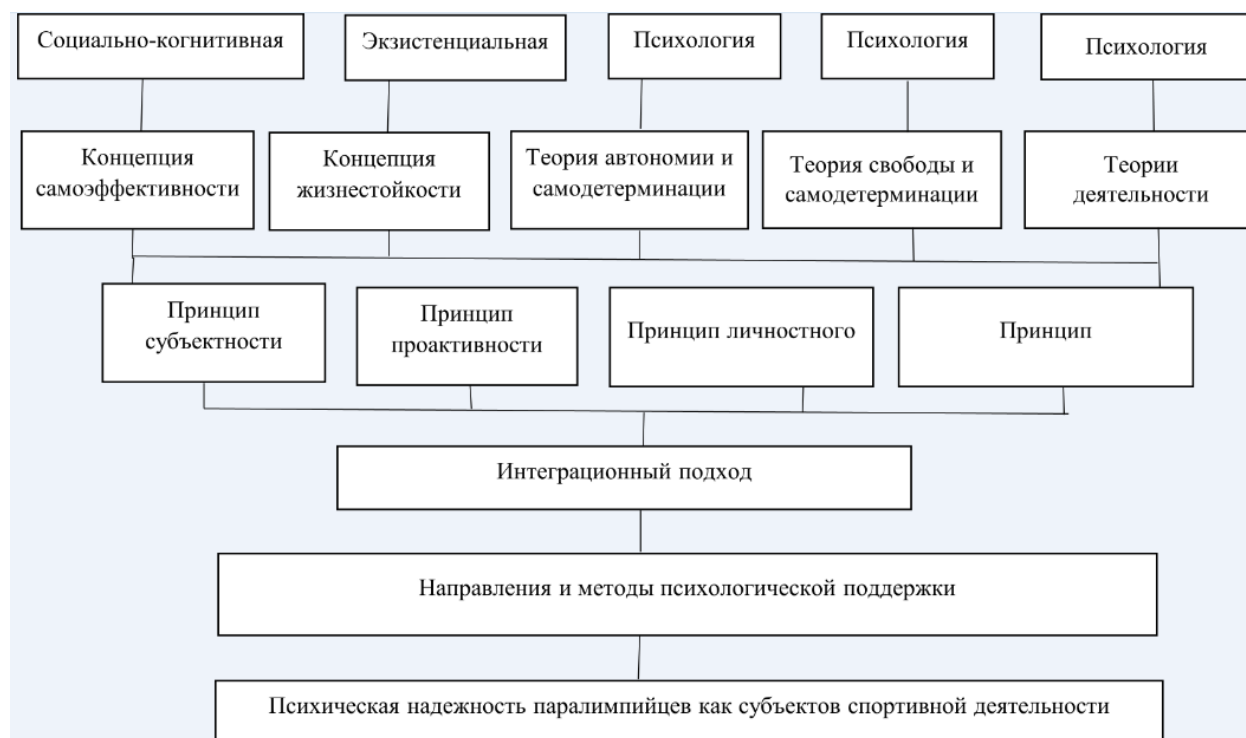 Социально-когнитивная
Экзистенциальная
Психология
Психология
Психология
Концепция
самоэффективности
Концепция
жизнестойкости
Теория автономии и
самодетерминации
Теория свободы и
самодетерминации
Теории
деятельности
Принцип
субъектности
Принцип
проактивности
Принцип личностного
Принцип
Интеграционный подход
Направления и методы психологической поддержки
Психическая надежность паралимпийцев как субъектов спортивной деятельности